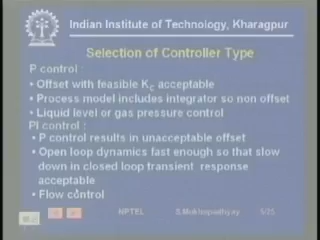 Indian Institute of Technology, Kharagpur
Selection of Controller Type
P control :
• Offset with feasible KC acceptable
• Process model includes integrator so non offset
• Liquid level or gas pressure control
PI control :
• P control results in unacceptable offset
• Open loop dynamics fast enough so that slow
down in closed loop transient response
acceptable
• Flow control
NPTEL S.Mukhopadhyay 5/25